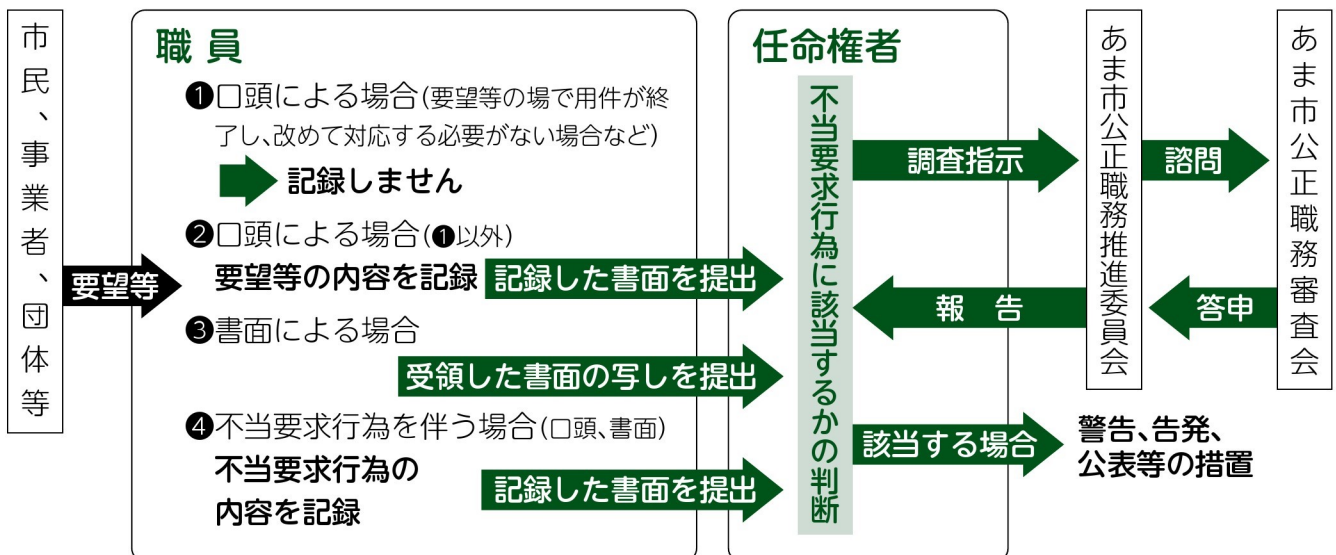 市民、事業者、団体等
要望等
職員
❶口頭による場合(要望等の場で用件が終
了し、改めて対応する必要がない場合など)
記録しません
❷口頭による場合(❶以外)
要望等の内容を記録
記録した書面を提出
❸書面による場合
受領した書面の写しを提出
❹不当要求行為を伴う場合(口頭、書面)
不当要求行為の
内容を記録
記録した書面を提出
任命権者
不当要求行為に該当するかの判断
調査指示
報告
該当する場合
警告、告発、
公表等の措置
あま市公正職務推進委員会
諮問
答申
あま市公正職務審査会